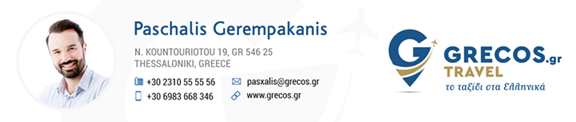 Paschalis Gerempakanis
N. KOUNTOURIOTOU 19, GR 546 25
THESSALONIKI, GREECE
+30 2310 55 55 56 pasxalis@grecos.gr
+30 6983 668 346 www.grecos.gr
GRECOS.gr
TRAVEL
το ταξίδι στα Ελληνικά